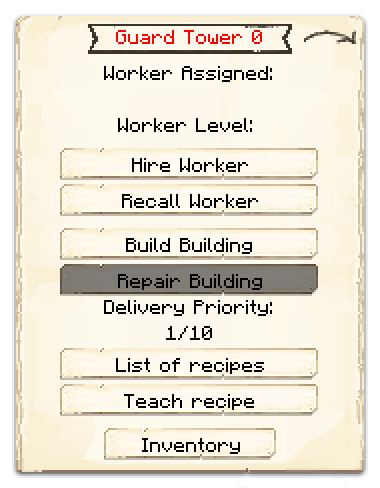 Guard Tower 0
Worker Assigned:
Worker Level:
Hire Worker
Recall Worker
Build Building
Repair Building
Delivery Priority:
1/10
List of recipes
Teach recipe
Inventory